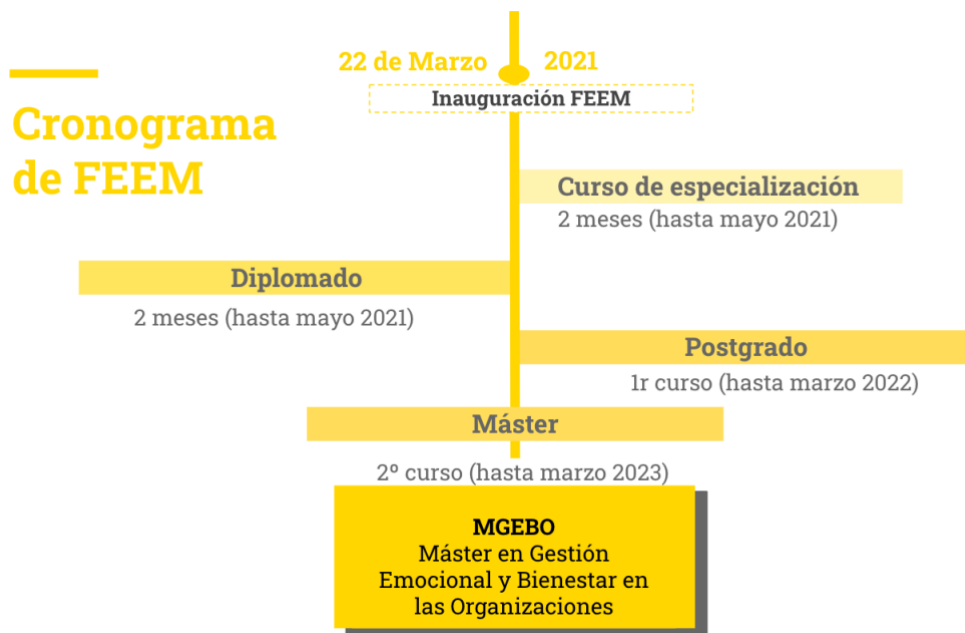 22 de Marzo 2021
Inauguración FEEM
Cronograma
de FEEM
Curso de especialización
2 meses (hasta mayo 2021)
Diplomado
2 meses (hasta mayo 2021)
Postgrado
1r curso (hasta marzo 2022)
Máster
2º curso (hasta marzo 2023)
MGEBO
Máster en Gestión
Emocional y Bienestar en
las Organizaciones